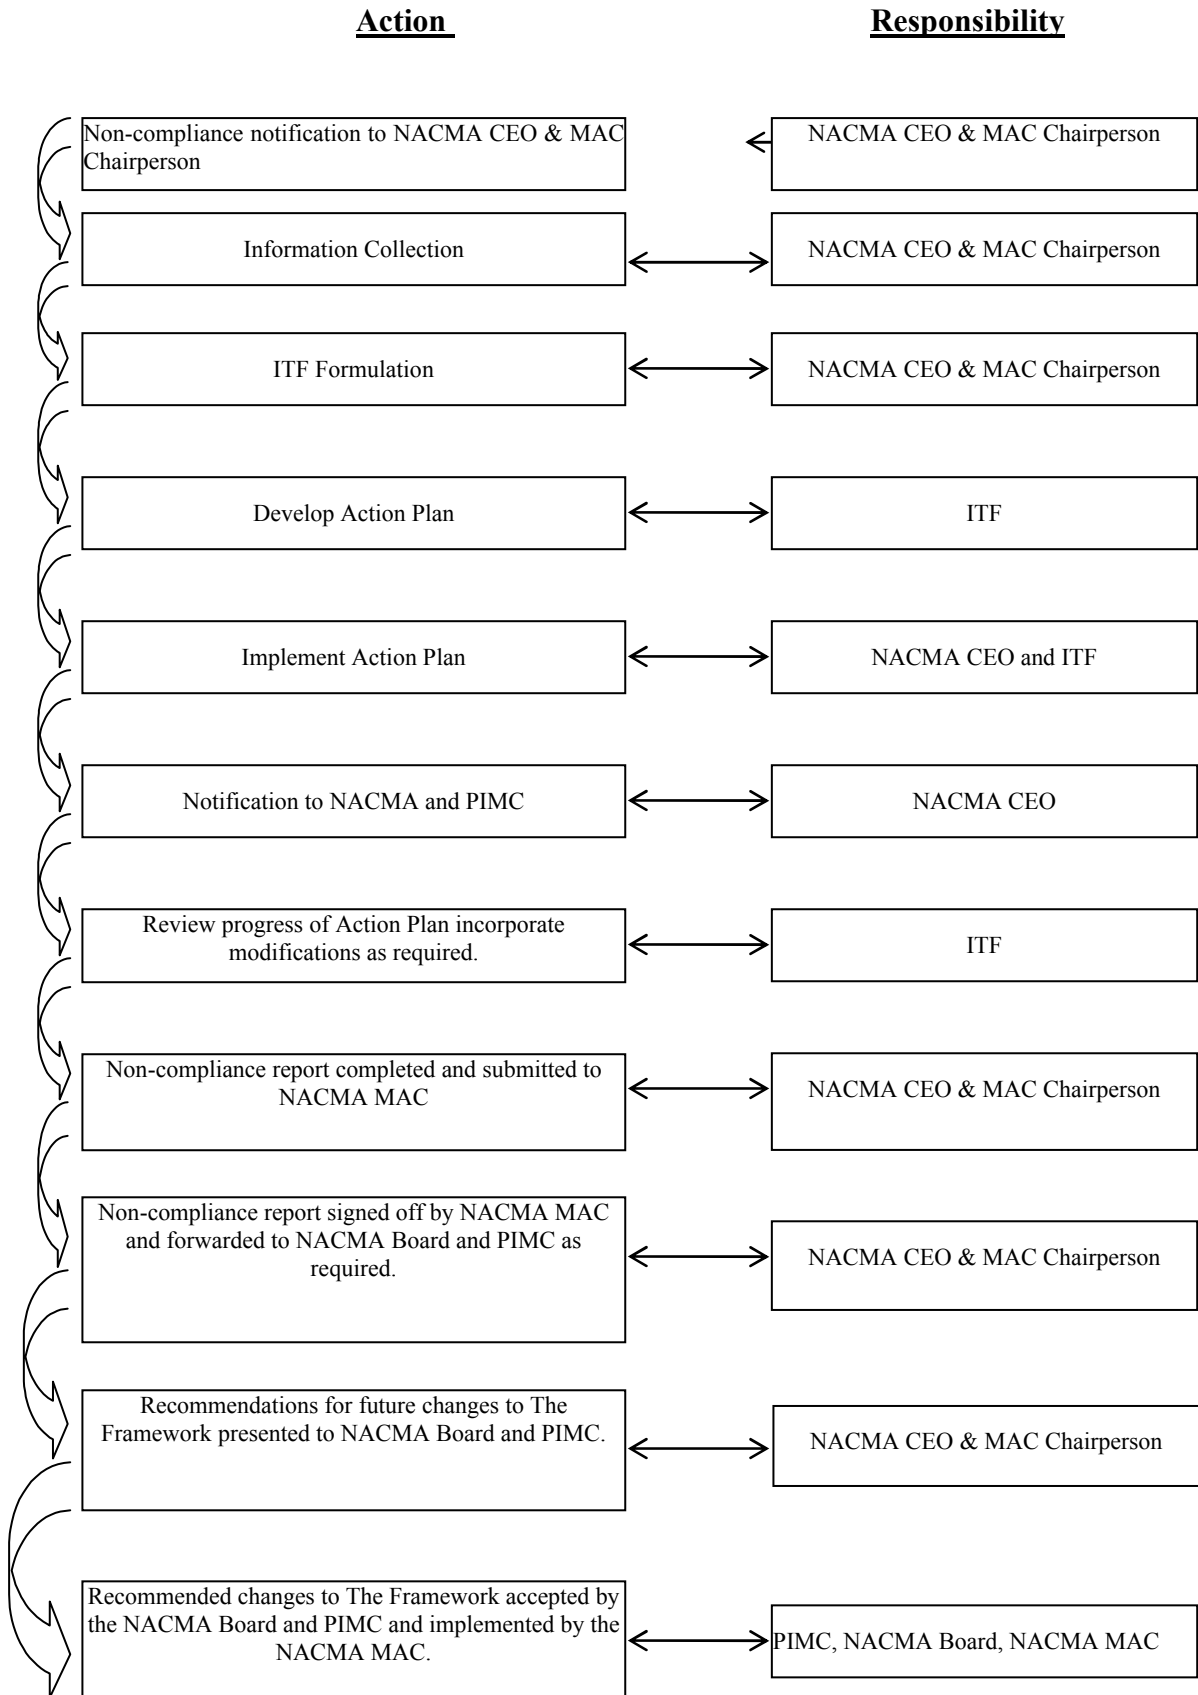 Action
Responsibility
Non-compliance notification to NACMA CEO & MAC
Chairperson
NACMA CEO & MAC Chairperson
Information Collection
NACMA CEO & MAC Chairperson
ITF Formulation
NACMA CEO & MAC Chairperson
Develop Action Plan
ITF
Implement Action Plan
NACMA CEO and ITF
Notification to NACMA and PIMC
NACMA CEO
Review progress of Action Plan incorporate
modifications as required.
ITF
Non-compliance report completed and submitted to
NACMA MAC
NACMA CEO & MAC Chairperson
Non-compliance report signed off by NACMA MAC
and forwarded to NACMA Board and PIMC as
required.
NACMA CEO & MAC Chairperson
Recommendations for future changes to The
Framework presented to NACMA Board and PIMC.
NACMA CEO & MAC Chairperson
Recommended changes to The Framework accepted by
the NACMA Board and PIMC and implemented by the
NACMA MAC.
PIMC, NACMA Board, NACMA MAC